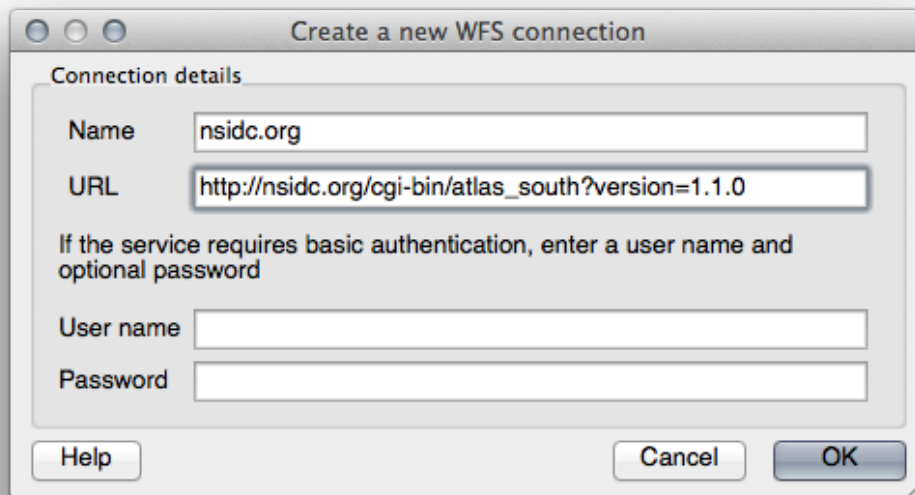 Create a new WFS connection
Connection details
Name nsidc.org
URL http://nsidc.org/cgi-bin/atlas_south?version=1.1.0
If the service requires basic authentication, enter a user name and
optional password
User name
Password
Help Cancel OK